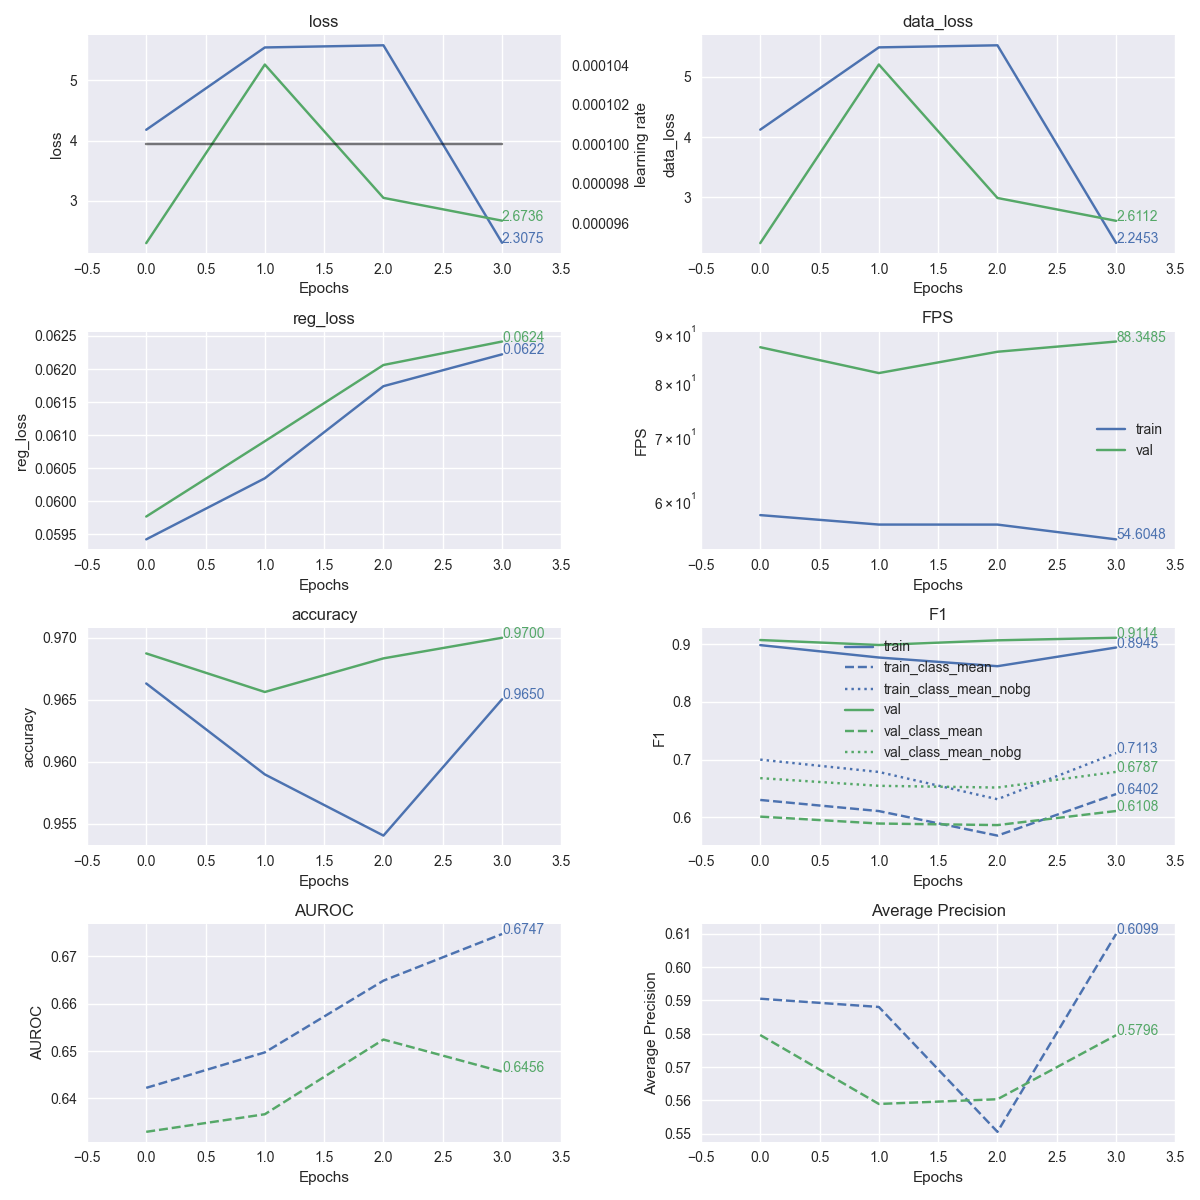 loss
5
4
3
loss
0.000104
0.000102
0.000100
0.000098
0.000096
learning rate
2.6736
2.3075
−0.5 0.0 0.5 1.0 1.5 2.0 2.5 3.0 3.5
Epochs
data_loss
5
4
3
data_loss
2.6112
2.2453
−0.5 0.0 0.5 1.0 1.5 2.0 2.5 3.0 3.5
Epochs
reg_loss
0.0625
0.0620
0.0615
0.0610
0.0605
0.0600
0.0595
reg_loss
0.0624
0.0622
−0.5 0.0 0.5 1.0 1.5 2.0 2.5 3.0 3.5
Epochs
FPS
9 × 10¹
8 × 10¹
7 × 10¹
6 × 10¹
FPS
88.3485
train
val
54.6048
−0.5 0.0 0.5 1.0 1.5 2.0 2.5 3.0 3.5
Epochs
accuracy
0.970
0.965
0.960
0.955
accuracy
0.9700
0.9650
−0.5 0.0 0.5 1.0 1.5 2.0 2.5 3.0 3.5
Epochs
F1
0.9
0.8
0.7
0.6
F1
train
train_class_mean
train_class_mean_nobg
val
val_class_mean
val_class_mean_nobg
0.9114
0.8945
0.7113
0.6787
0.6402
0.6108
−0.5 0.0 0.5 1.0 1.5 2.0 2.5 3.0 3.5
Epochs
AUROC
0.67
0.66
0.65
0.64
AUROC
0.6747
0.6456
−0.5 0.0 0.5 1.0 1.5 2.0 2.5 3.0 3.5
Epochs
Average Precision
0.61
0.60
0.59
0.58
0.57
0.56
0.55
Average Precision
0.6099
0.5796
−0.5 0.0 0.5 1.0 1.5 2.0 2.5 3.0 3.5
Epochs